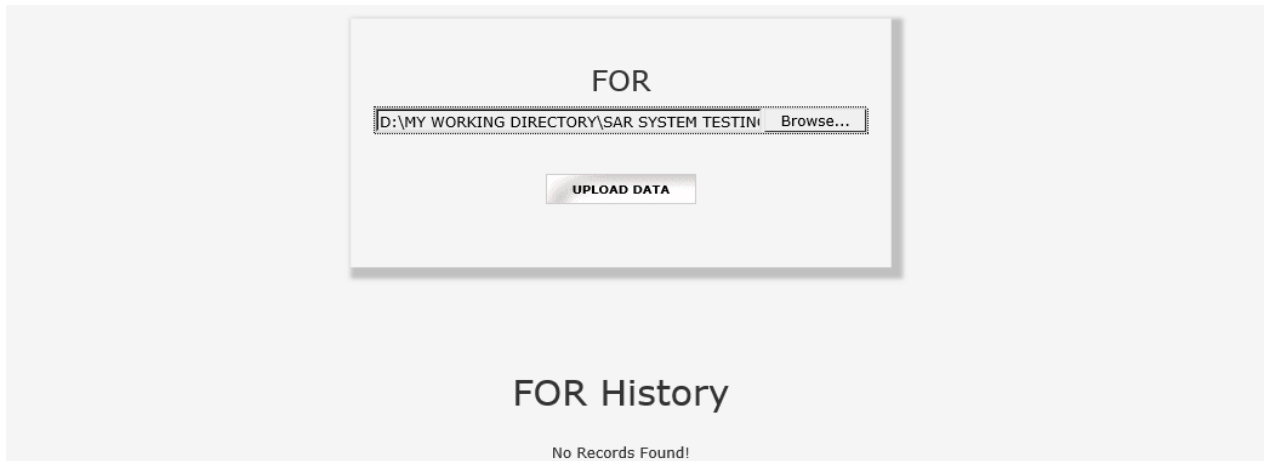 FOR
D:\MY WORKING DIRECTORY\SAR SYSTEM TESTIN Browse...
UPLOAD DATA
FOR History
No Records Found!